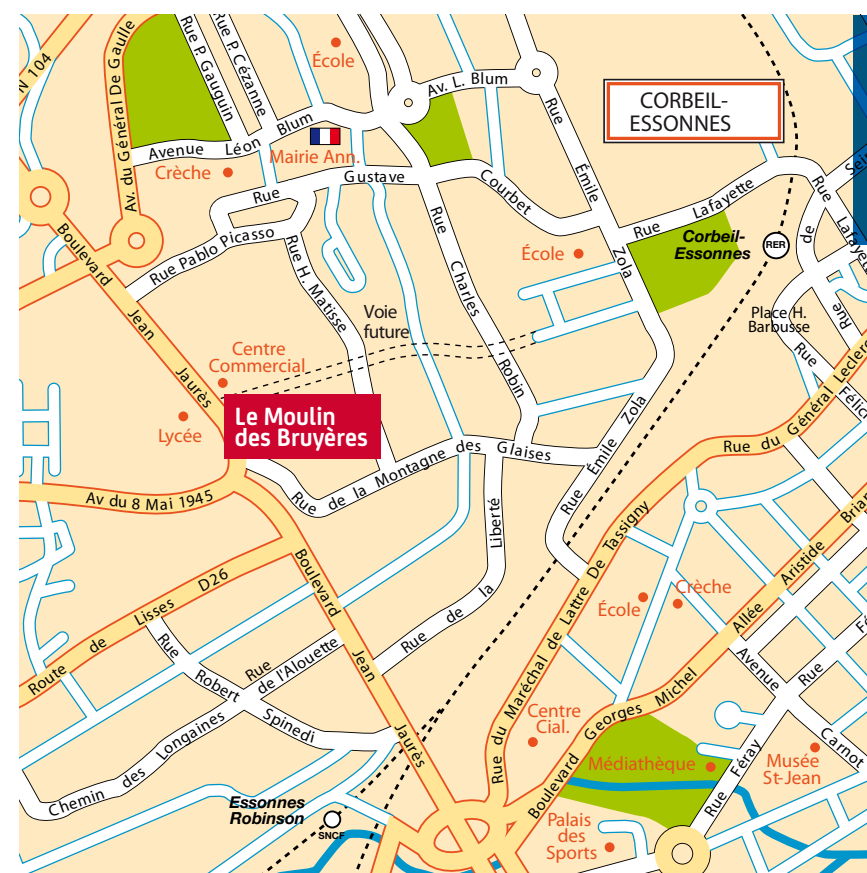 N 104
Av. du Général De Gaulle
Rue P. Gauguin
Rue P. Cézanne
École
Av. L. Blum
Rue Émile Zola
CORBEIL-
ESSONNES
Avenue Léon Blum
Mairie Ann.
Crèche
Rue Gustave Courbet
Rue Lafayette
Rue Lafayette
Rue de
Rue
Boulevard Jean Jaurès
Rue Pablo Picasso
Rue H. Matisse
Rue Charles Robin
École
Corbeil-
Essonnes
RER
Voie
future
Place H.
Barbusse
Centre
Commercial
Lycée
Le Moulin
des Bruyères
Rue de la Montagne des Glaises
Rue Émile Zola
Rue du Général Leclerc
Av du 8 Mai 1945
Rue de la Liberté
Rue du Maréchal de Lattre De Tassigny
Allée Aristide
Route de Lisses D26
Boulevard Jean Jaurès
École
Crèche
Rue Robert Spinedi
Rue
de l'Alouette
Chemin des Longaines
Boulevard Georges Michel
Avenue Carnot
Rue
Rue Féray
Centre
Cial.
Médiathèque
Musée
St-Jean
Essonnes
Robinson
SNCF
Palais
des
Sports